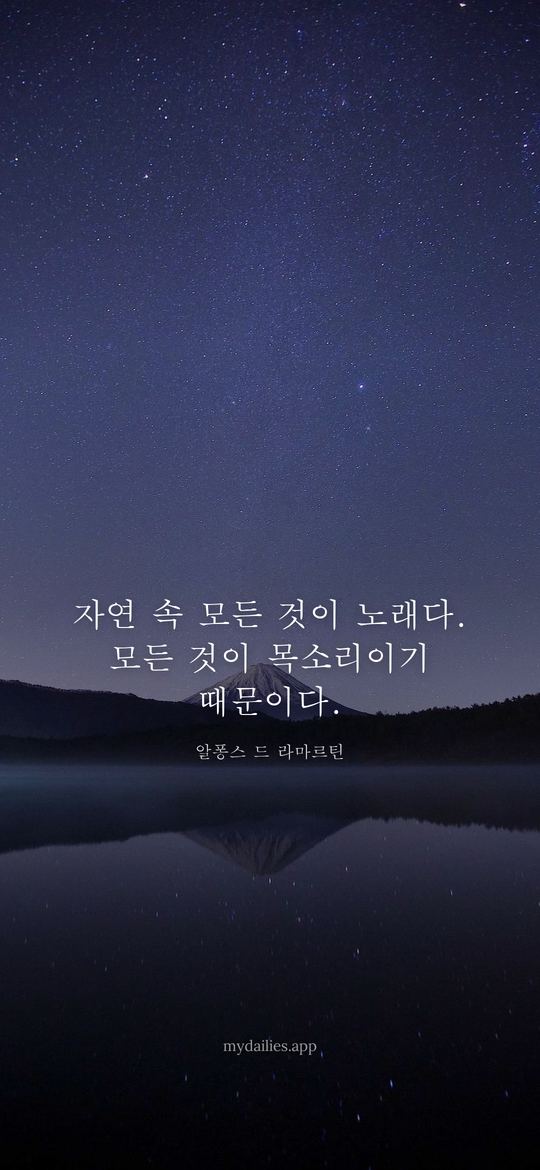 자연 속 모든 것이 노래다.
모든 것이 목소리이기
때문이다.
알퐁스 드 라마르틴
mydailies.app